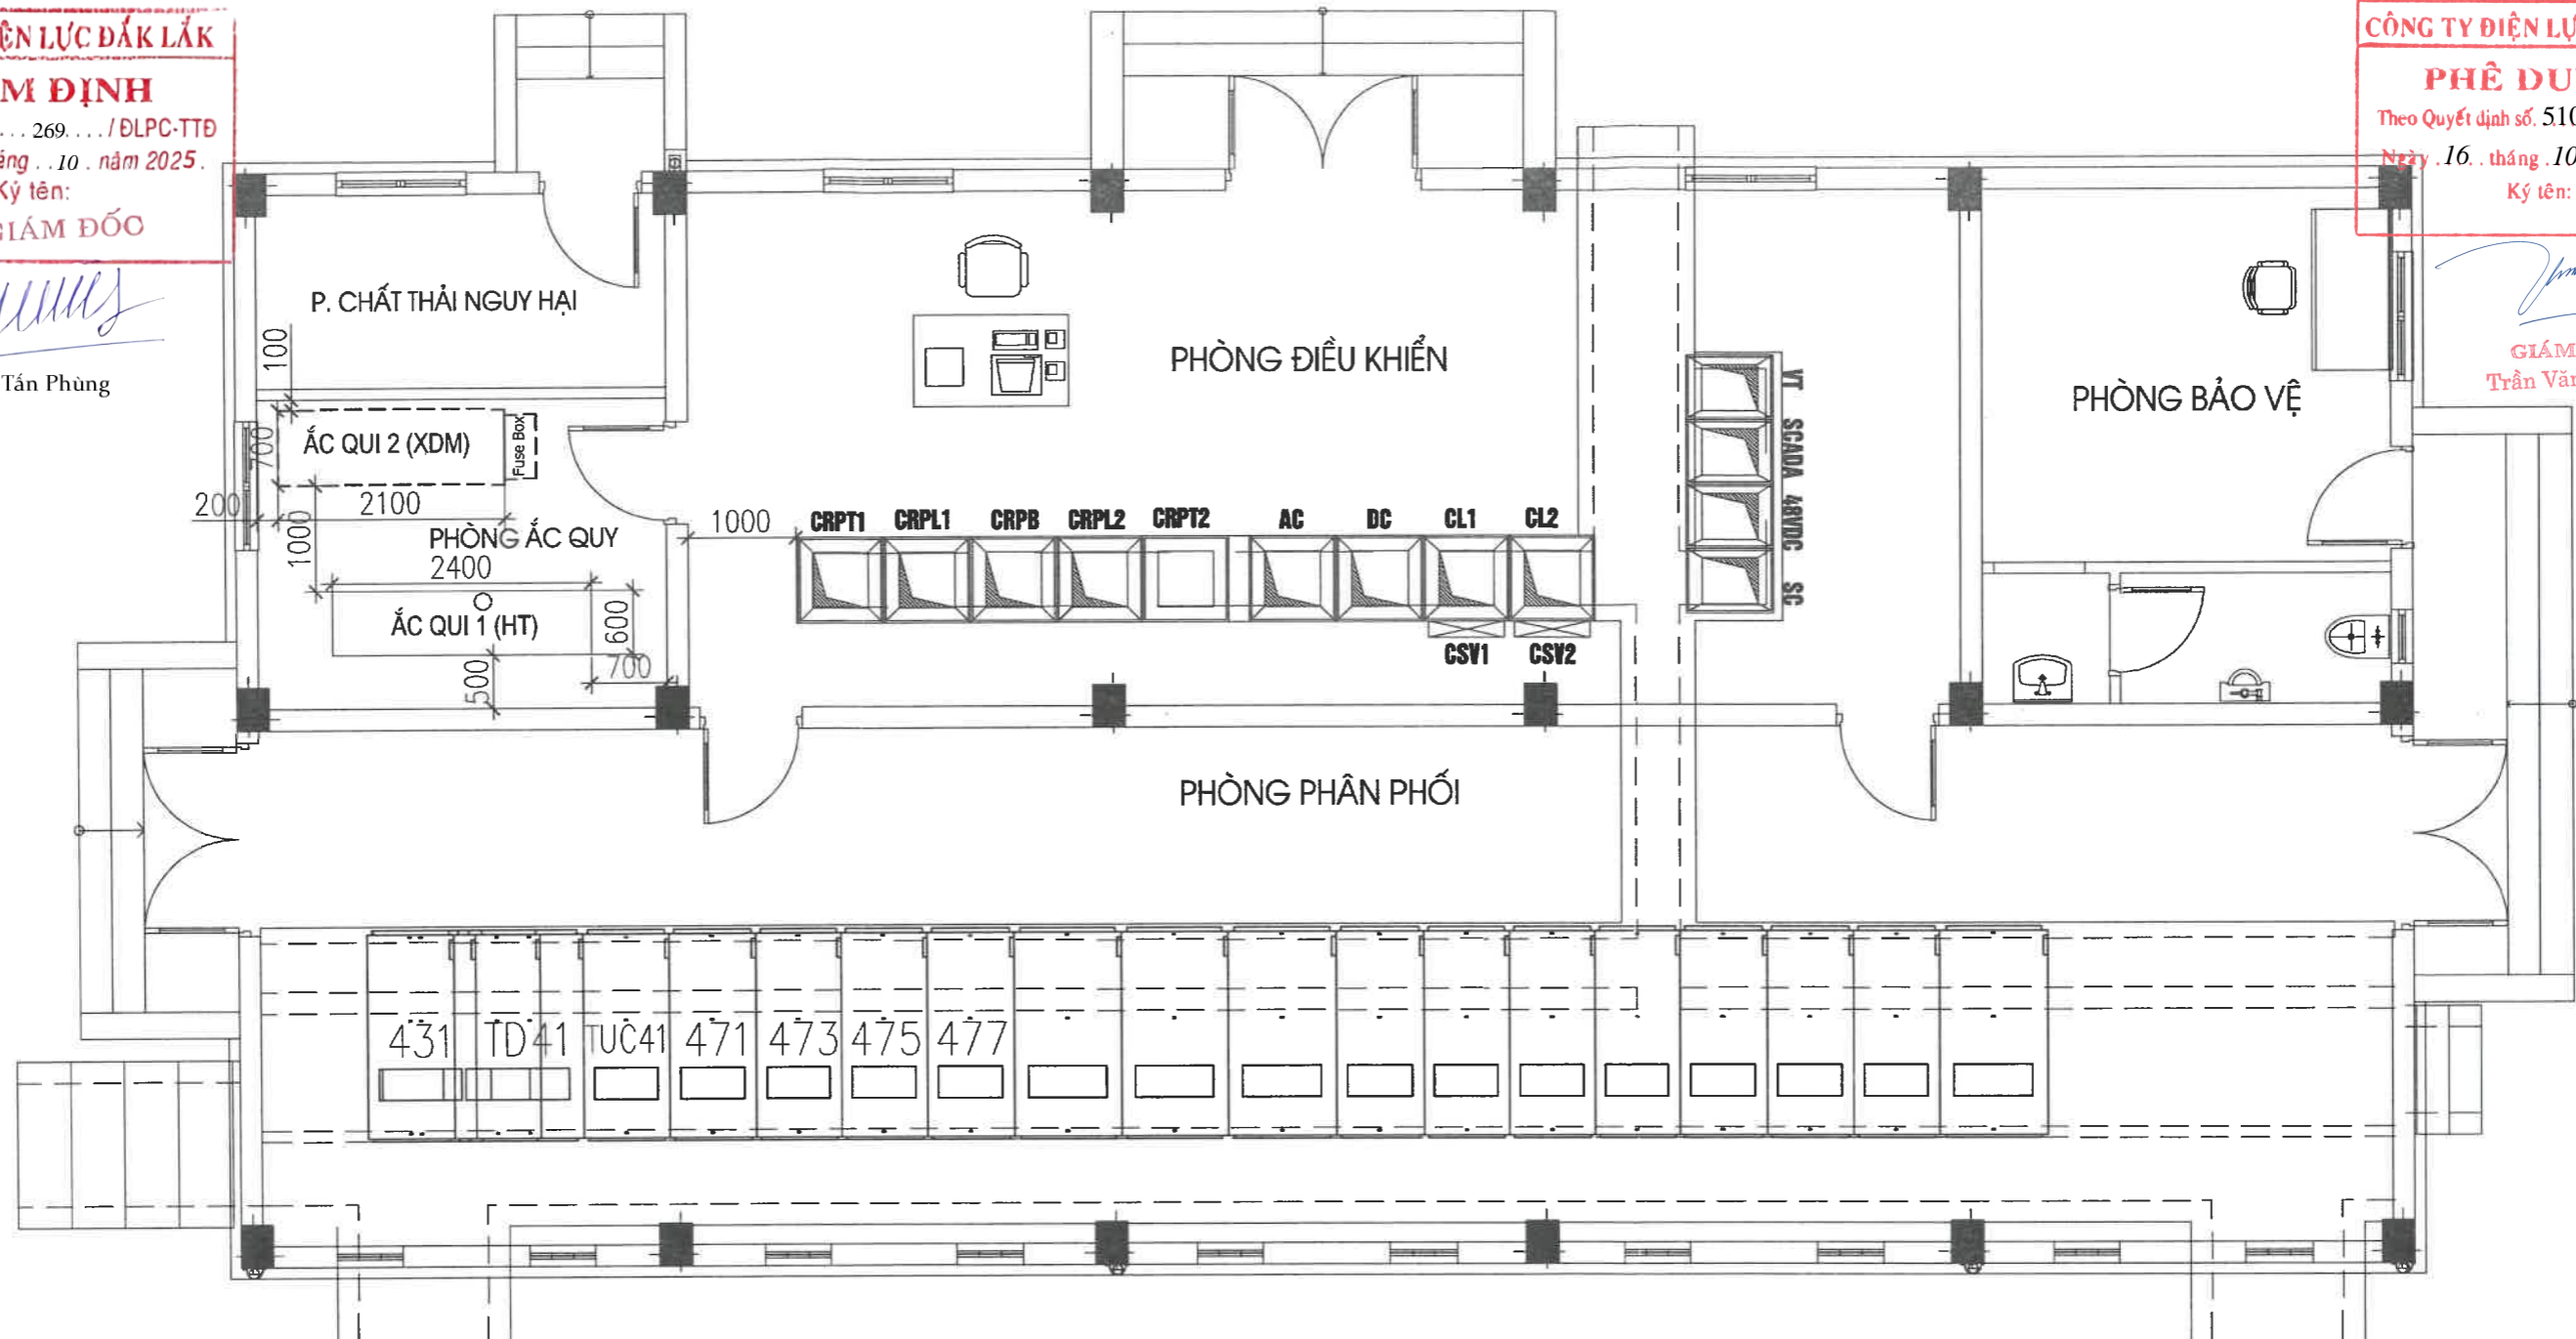 ĐIỆN LỰC ĐẮK LẮK
M ĐỊNH
... 269..../ĐLPC-TTĐ
áng ..10 . năm 2025.
Ký tên:
GIÁM ĐỐC
Tấn Phùng
CÔNG TY ĐIỆN LỰ
PHÊ DU
Theo Quyết định số. 510
Ngày .16.. tháng .10
Ký tên:
GIÁM
Trần Văn
P. CHẤT THẢI NGUY HẠI
100
ẮC QUI 2 (XDM)
Fuse Box
700
200
2100
1000
PHÒNG ẮC QUY
2400
ẮC QUI 1 (HT)
600
700
500
PHÒNG ĐIỀU KHIỂN
1000
CRPT1 CRPL1 CRPB CRPL2 CRPT2 AC DC CL1 CL2
CSV1 CSV2
VT SCADA 48VDC SC
PHÒNG BẢO VỆ
PHÒNG PHÂN PHỐI
431 TD41 TUC41 471 473 475 477